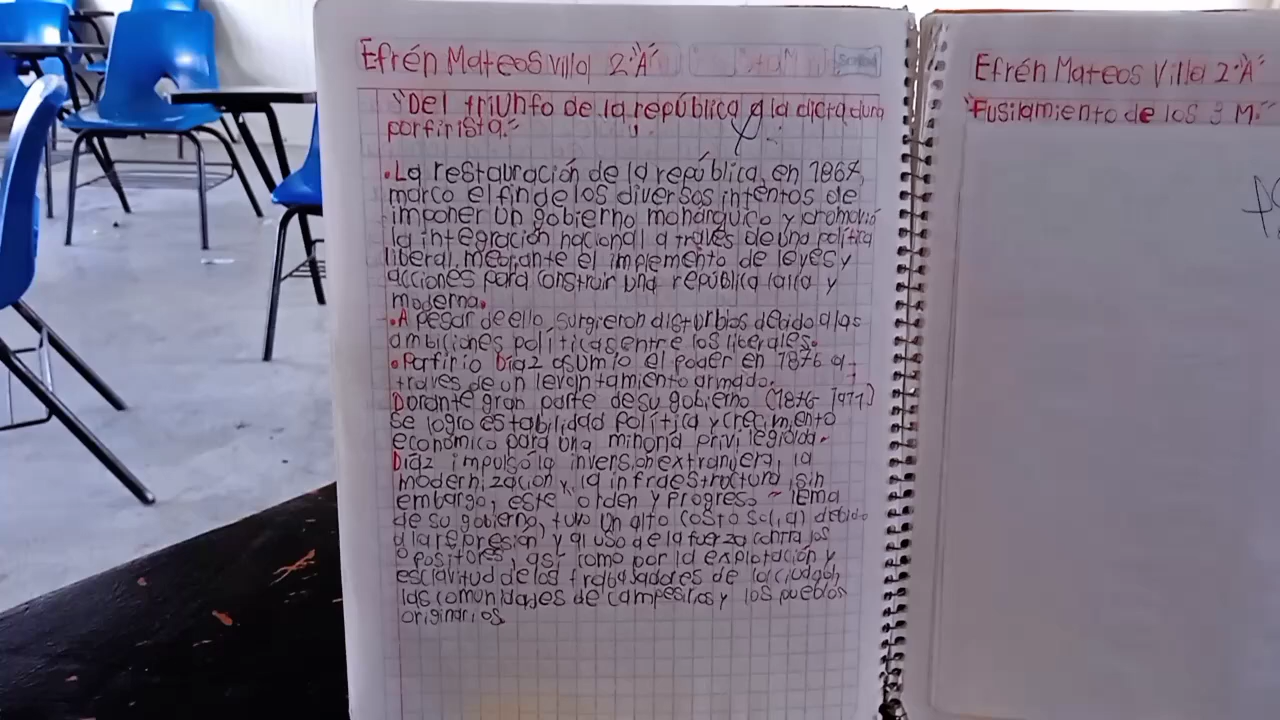 Efrén Mateos Villa 2°"A"
"Del triunfo de la república a la dictadura
porfirista."
•La restauración de la república, en 1867,
marco el fin de los diversos intentos de
imponer un gobierno monárquico y promovió
la integración nacional a través de una política
liberal, mediante el implemento de leyes y
acciones para construir una república laica y
moderna.
•A pesar de ello, surgieron disturbios debido a las
ambiciones políticas entre los liberales.
•Porfirio Díaz asumio el poder en 1876 a
traves de un levantamiento armado.
Durante gran parte de su gobierno (1876-1911)
se logro estabilidad política y crecimiento
económico para una minoria privilegiada.
Díaz impulsó la inversion extranjera, la
modernización y la infraestructura, sin
embargo, este "orden y Progreso" lema
de su gobierno, tuvo un alto costo social debido
a la represión y al uso de la fuerza contra los
opositores, así como por la explotación y
esclavitud de los trabajadores de la ciudad,
las comunidades de campesinos y los pueblos
originarios.
Efrén Mateos Villa 2°"A"
"Fusilamiento de los 3 M."